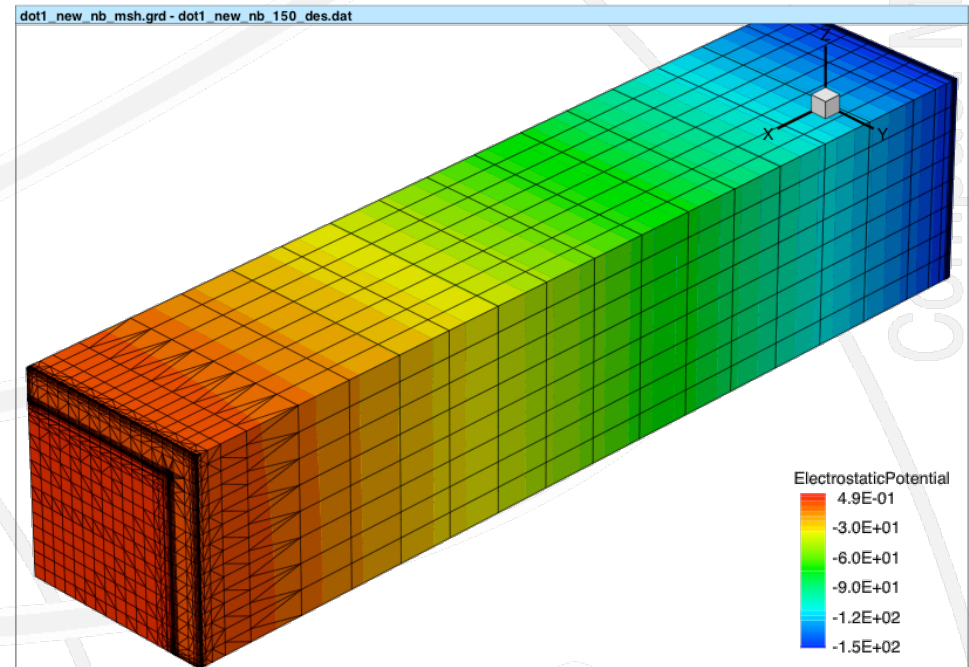 dot1_new_nb_msh.grd - dot1_new_nb_150_des.dat
Z
X
Y
ElectrostaticPotential
4.9E-01
-3.0E+01
-6.0E+01
-9.0E+01
-1.2E+02
-1.5E+02